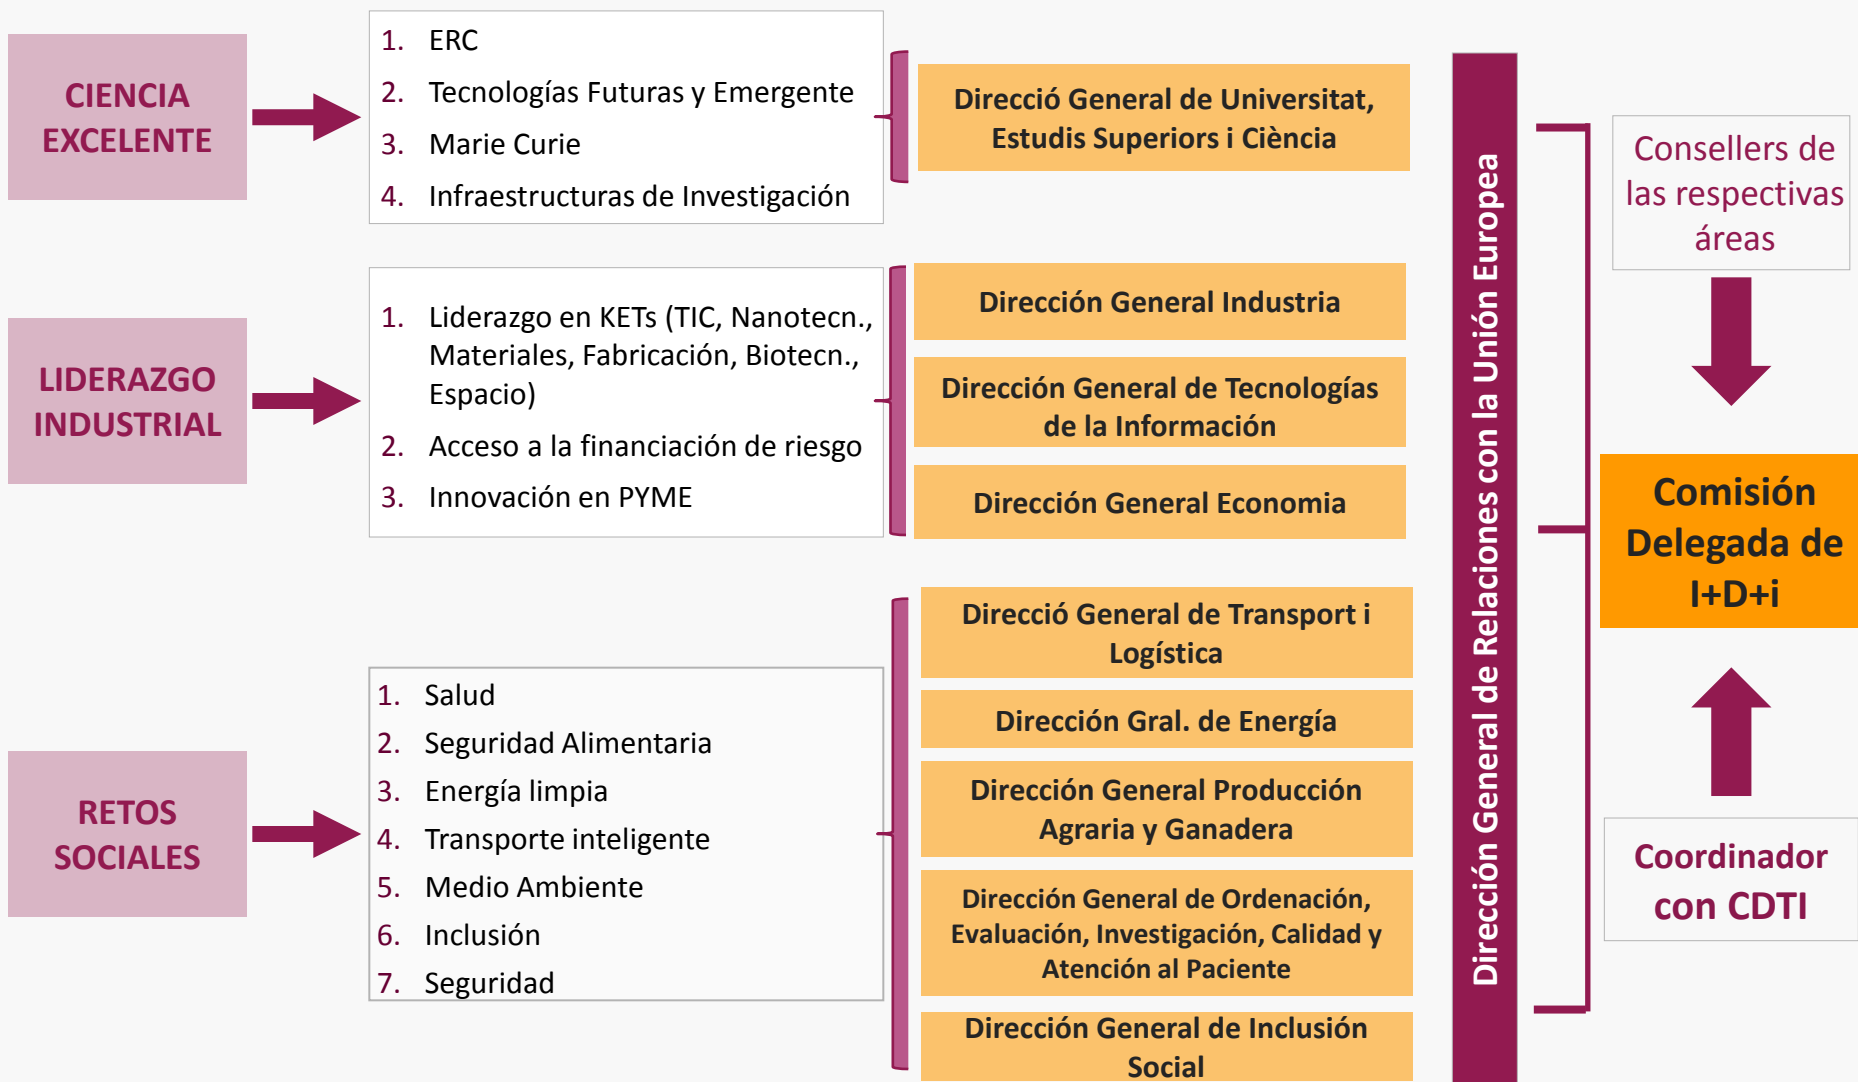 CIENCIA
EXCELENTE
1. ERC
2. Tecnologías Futuras y Emergente
3. Marie Curie
4. Infraestructuras de Investigación
Direcció General de Universitat,
Estudis Superiors i Ciència
LIDERAZGO
INDUSTRIAL
1. Liderazgo en KETs (TIC, Nanotecn.,
Materiales, Fabricación, Biotecn.,
Espacio)
2. Acceso a la financiación de riesgo
3. Innovación en PYME
Dirección General Industria
Dirección General de Tecnologías
de la Información
Dirección General Economia
RETOS
SOCIALES
1. Salud
2. Seguridad Alimentaria
3. Energía limpia
4. Transporte inteligente
5. Medio Ambiente
6. Inclusión
7. Seguridad
Direcció General de Transport i
Logística
Dirección Gral. de Energía
Dirección General Producción
Agraria y Ganadera
Dirección General de Ordenación,
Evaluación, Investigación, Calidad y
Atención al Paciente
Dirección General de Inclusión
Social
Dirección General de Relaciones con la Unión Europea
Consellers de
las respectivas
áreas
Comisión
Delegada de
I+D+i
Coordinador
con CDTI